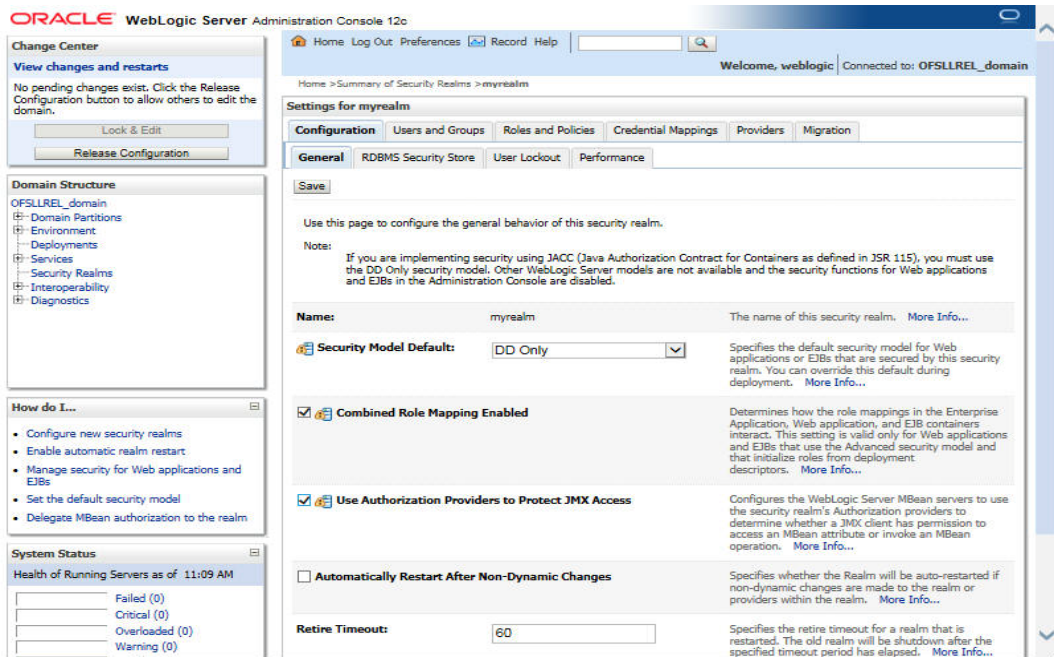 ORACLE® WebLogic Server Administration Console 12c
Change Center
View changes and restarts
No pending changes exist. Click the Release
Configuration button to allow others to edit the
domain.
Lock & Edit
Release Configuration
Domain Structure
OFSLLREL_domain
Domain Partitions
Environment
Deployments
Services
Security Realms
Interoperability
Diagnostics
How do I...
Configure new security realms
Enable automatic realm restart
Manage security for Web applications and
EJBs
Set the default security model
Delegate MBean authorization to the realm
System Status
Health of Running Servers as of 11:09 AM
Failed (0)
Critical (0)
Overloaded (0)
Warning (0)
Home Log Out Preferences Record Help
Welcome, weblogic Connected to: OFSLLREL_domain
Home >Summary of Security Realms >myrealm
Settings for myrealm
Configuration Users and Groups Roles and Policies Credential Mappings Providers Migration
General RDBMS Security Store User Lockout Performance
Save
Use this page to configure the general behavior of this security realm.
Note:
If you are implementing security using JACC (Java Authorization Contract for Containers as defined in JSR 115), you must use
the DD Only security model. Other WebLogic Server models are not available and the security functions for Web applications
and EJBs in the Administration Console are disabled.
Name: myrealm The name of this security realm. More Info...
Security Model Default: DD Only Specifies the default security model for Web
applications or EJBs that are secured by this security
realm. You can override this default during
deployment. More Info...
Combined Role Mapping Enabled Determines how the role mappings in the Enterprise
Application, Web application, and EJB containers
interact. This setting is valid only for Web applications
and EJBs that use the Advanced security model and
that initialize roles from deployment
descriptors. More Info...
Use Authorization Providers to Protect JMX Access Configures the WebLogic Server MBean servers to use
the security realm's Authorization providers to
determine whether a JMX client has permission to
access an MBean attribute or invoke an MBean
operation. More Info...
Automatically Restart After Non-Dynamic Changes Specifies whether the Realm will be auto-restarted if
non-dynamic changes are made to the realm or
providers within the realm. More Info...
Retire Timeout: 60 Specifies the retire timeout for a realm that is
restarted. The old realm will be shutdown after the
specified timeout period has elapsed. More Info...